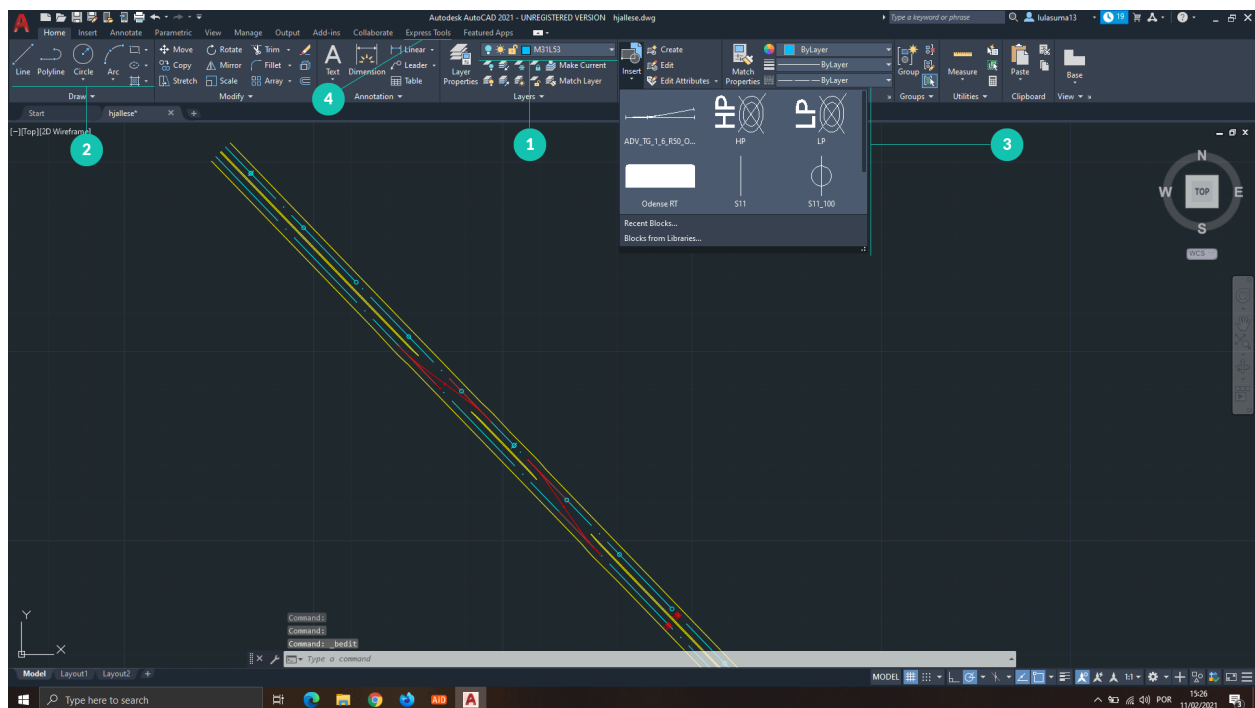 Autodesk AutoCAD 2021 - UNREGISTERED VERSION hjallese.dwg
Type a keyword or phrase
lulasuma13
19
Home Insert Annotate Parametric View Manage Output Add-ins Collaborate Express Tools Featured Apps
Line Polyline Circle Arc
Move Rotate Trim
Copy Mirror Fillet
Stretch Scale Array
Text Dimension
Linear
Leader
Table
Layer Properties
M31L53
Make Current
Match Layer
Insert
Create
Edit
Edit Attributes
Match Properties
ByLayer
ByLayer
ByLayer
Group
Measure
Paste
Base
Draw Modify Annotation Layers Groups Utilities Clipboard View
4
2
1
3
Start hjallese*
[-][Top][2D Wireframe]
HP LP
ADV_TG_1_6_R50_O... HP LP
Odense RT S11 S11_100
Recent Blocks...
Blocks from Libraries...
N
W TOP E
S
WCS
Y
X
Command:
Command:
Command: _bedit
Type a command
Model Layout1 Layout2
MODEL
1:1
Type here to search
AID
A
POR
15:26
11/02/2021
3